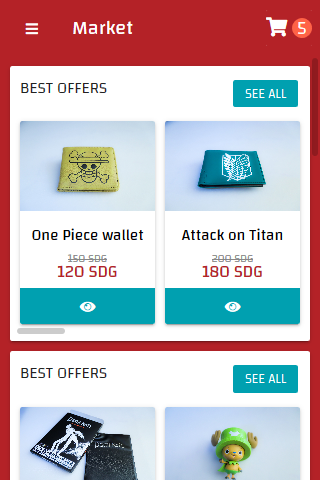 Market
5
BEST OFFERS
SEE ALL
One Piece wallet
Attack on Titan
150 SDG
200 SDG
120 SDG
180 SDG
BEST OFFERS
SEE ALL